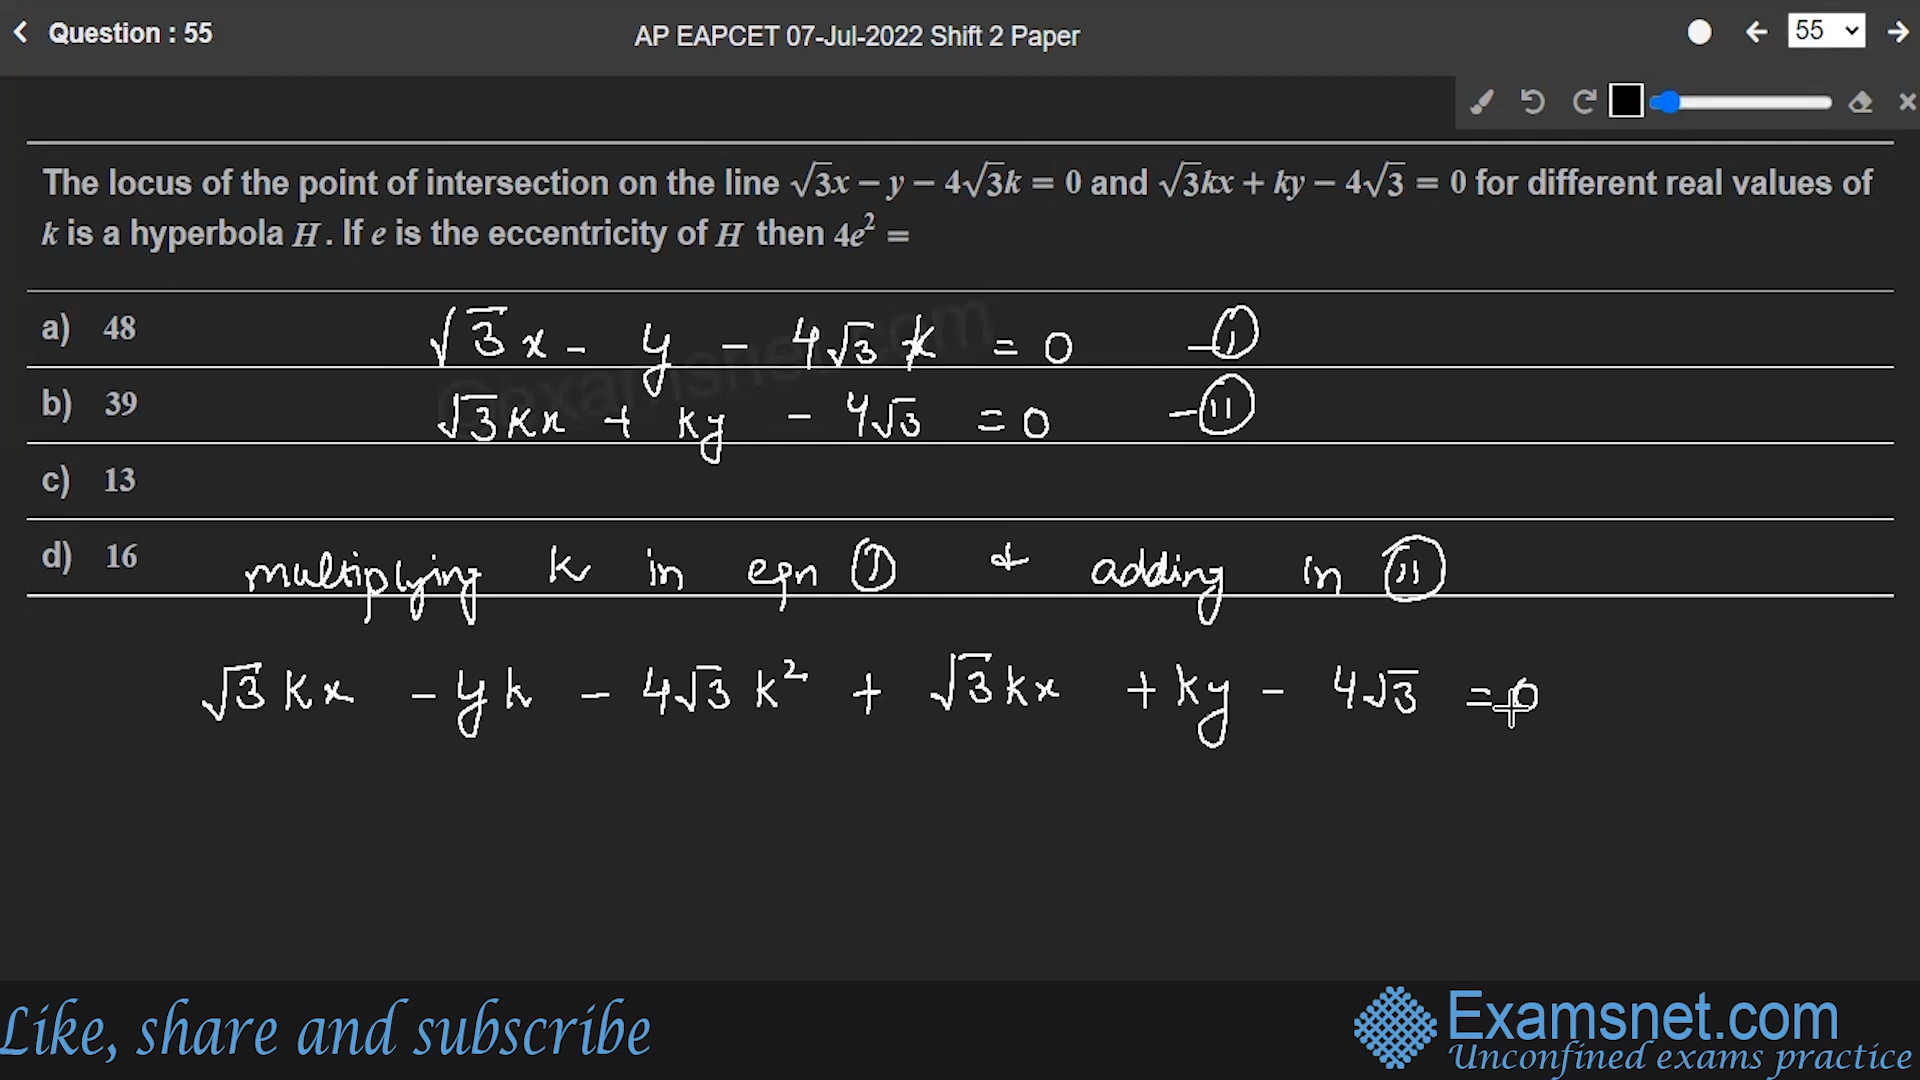 Question : 55
AP EAPCET 07-Jul-2022 Shift 2 Paper
55
The locus of the point of intersection on the line √3x − y − 4√3k = 0 and √3kx + ky − 4√3 = 0 for different real values of
k is a hyperbola H. If e is the eccentricity of H then 4e² =
a) 48
√3x - y - 4√3k = 0 -(I)
b) 39
√3kx + ky - 4√3 = 0 -(II)
c) 13
d) 16
multiplying k in eqn (I) & adding in (II)
√3kx - yk - 4√3k² + √3kx + ky - 4√3 = 0
Like, share and subscribe
Examsnet.com
Unconfined exams practice